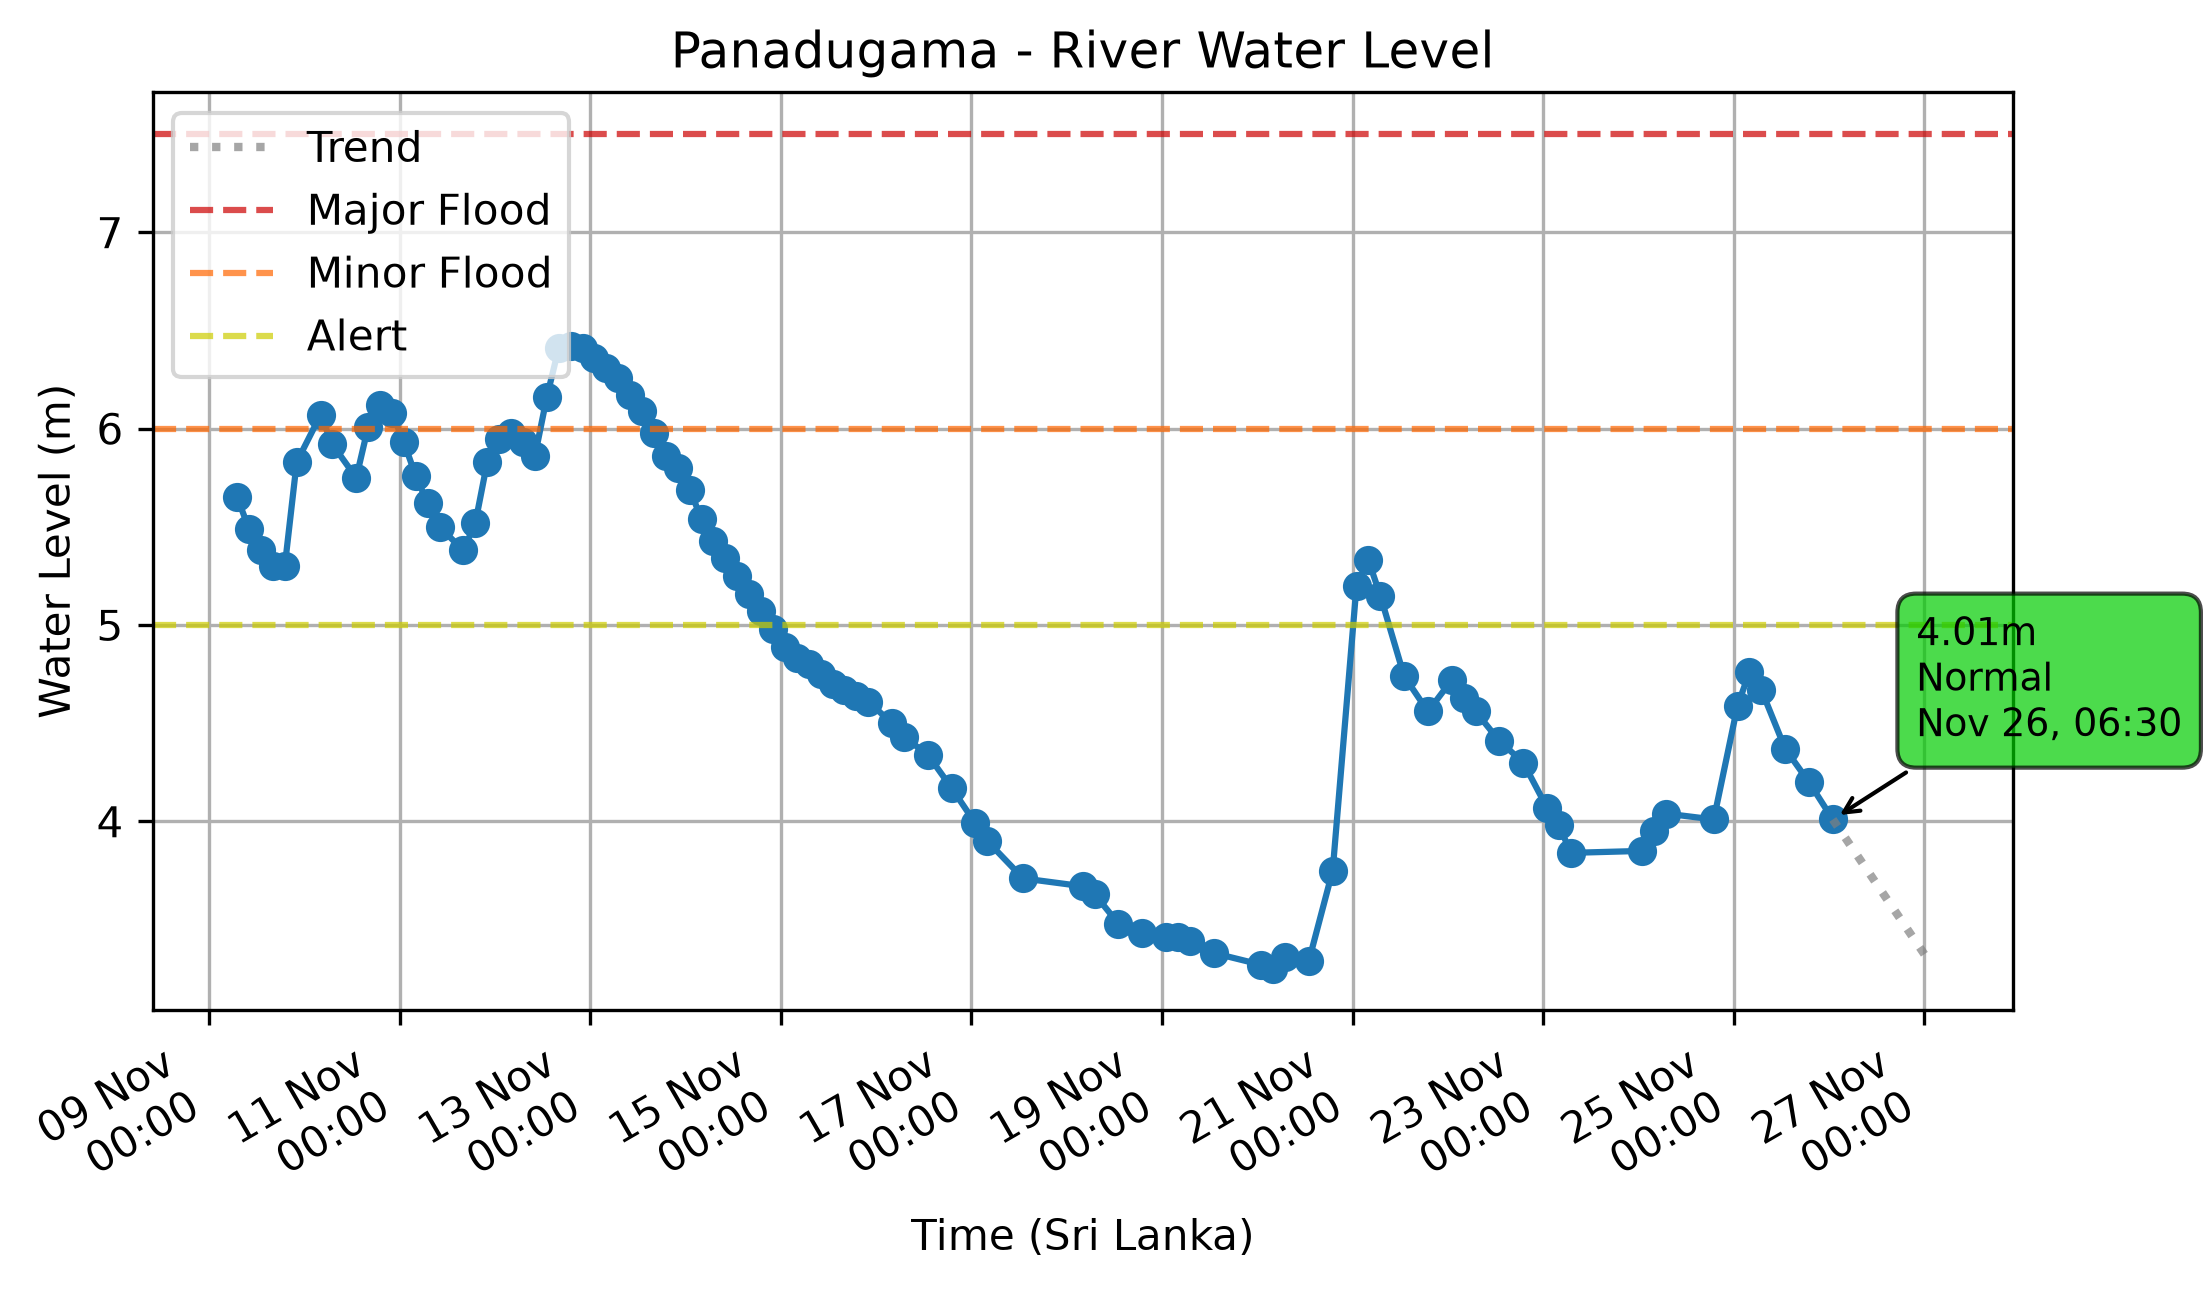 Panadugama - River Water Level
Trend
Major Flood
Minor Flood
Alert
Water Level (m)
7
6
5
4
4.01m
Normal
Nov 26, 06:30
09 Nov
00:00
11 Nov
00:00
13 Nov
00:00
15 Nov
00:00
17 Nov
00:00
19 Nov
00:00
21 Nov
00:00
23 Nov
00:00
25 Nov
00:00
27 Nov
00:00
Time (Sri Lanka)